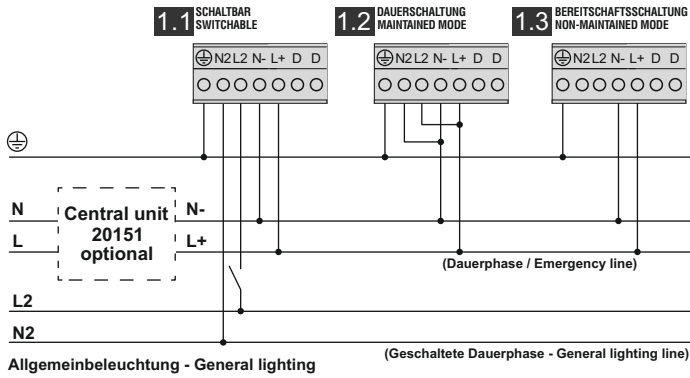 1.1 SCHALTBAR
SWITCHABLE
1.2 DAUERSCHALTUNG
MAINTAINED MODE
1.3 BEREITSCHAFTSSCHALTUNG
NON-MAINTAINED MODE
N2 L2 N- L+ D D
N2 L2 N- L+ D D
N2 L2 N- L+ D D
N
Central unit
20151
optional
N-
L
L+
(Dauerphase / Emergency line)
L2
N2
(Geschaltete Dauerphase - General lighting line)
Allgemeinbeleuchtung - General lighting